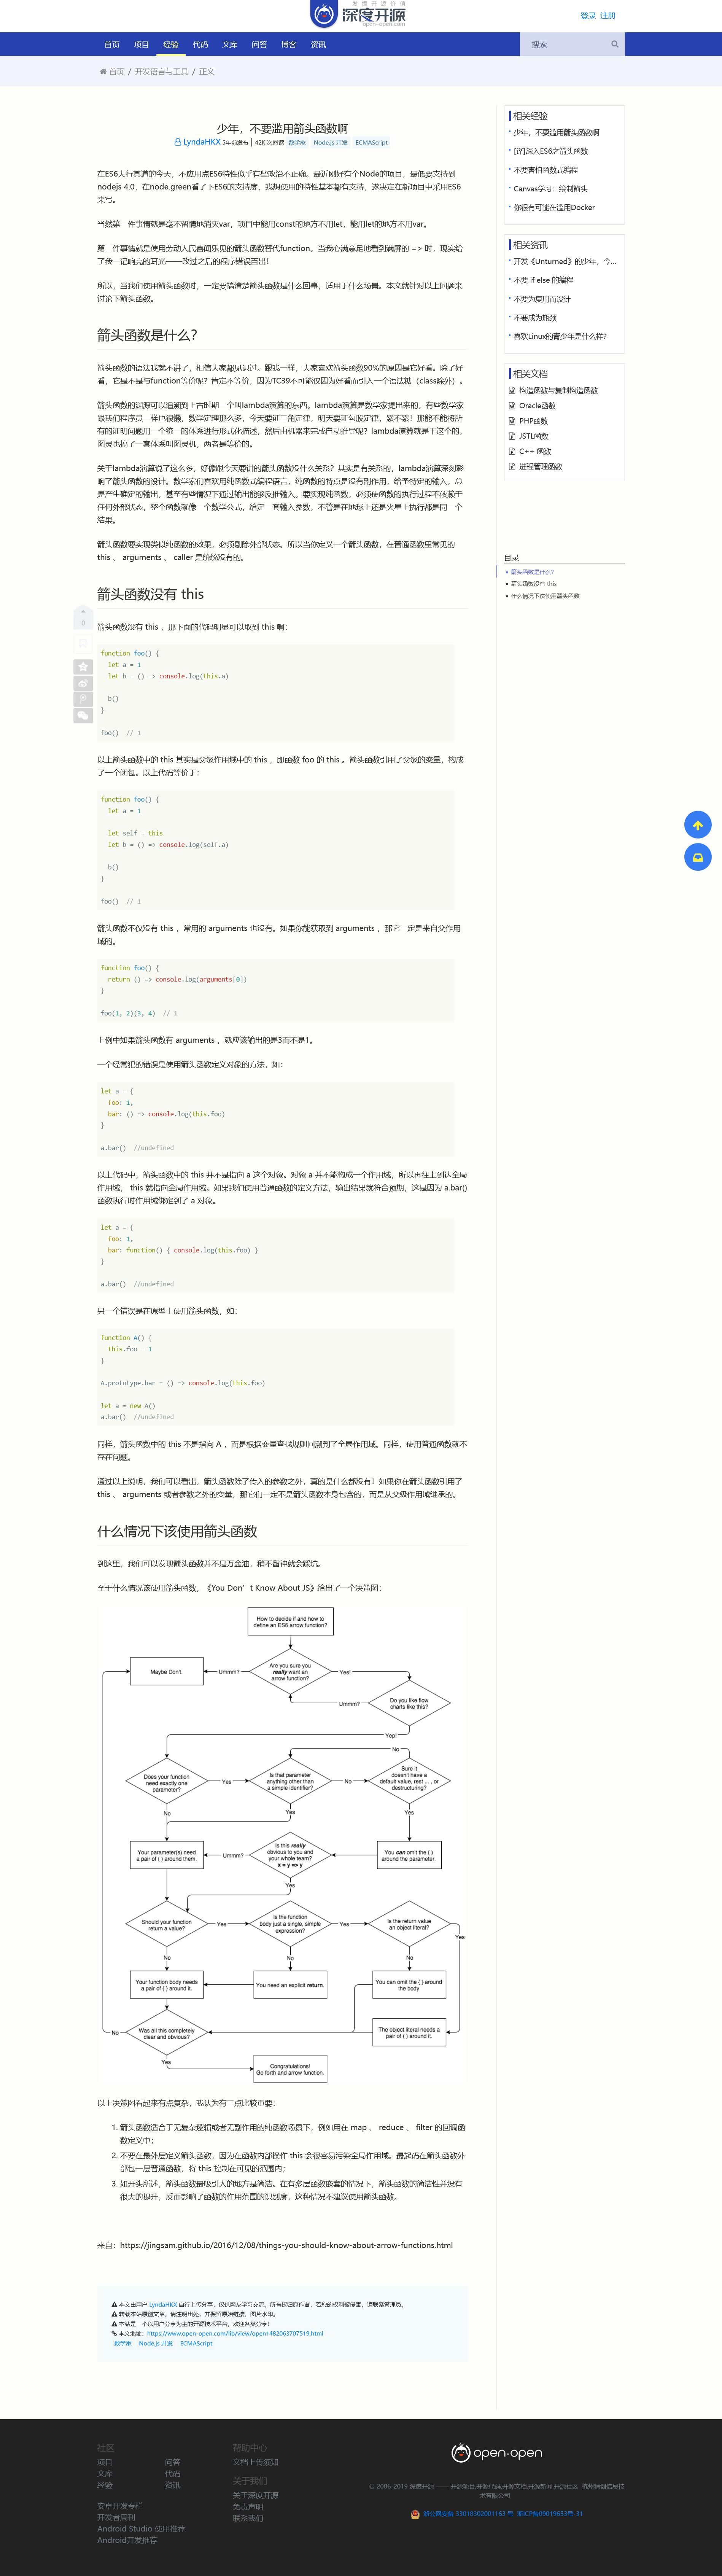 发掘开源价值
深度开源
open-open.com
登录 注册
首页 项目 经验 代码 文库 问答 博客 资讯 搜索
首页 / 开发语言与工具 / 正文
少年，不要滥用箭头函数啊
LyndaHKX 5年前发布 | 42K 次阅读 数学家 Node.js 开发 ECMAScript
在ES6大行其道的今天，不应用点ES6特性似乎有些政治不正确。最近刚好有个Node的项目，最低要支持到
nodejs 4.0，在node.green看了下ES6的支持度，我想使用的特性基本都有支持，遂决定在新项目中采用ES6
来写。
当然第一件事情就是毫不留情地消灭var，项目中能用const的地方不用let，能用let的地方不用var。
第二件事情就是使用劳动人民喜闻乐见的箭头函数替代function。当我心满意足地看到满屏的 => 时，现实给
了我一记响亮的耳光——改过之后的程序错误百出！
所以，当我们使用箭头函数时，一定要搞清楚箭头函数是什么回事，适用于什么场景。本文就针对以上问题来
讨论下箭头函数。
箭头函数是什么？
箭头函数的语法我就不讲了，相信大家都见识过。跟我一样，大家喜欢箭头函数90%的原因是它好看。除了好
看，它是不是与function等价呢？肯定不等价，因为TC39不可能仅因为好看而引入一个语法糖（class除外）。
箭头函数的渊源可以追溯到上古时期一个叫lambda演算的东西。lambda演算是数学家提出来的，有些数学家
跟我们程序员一样也很懒，数学定理那么多，今天要证三角定律，明天要证勾股定律，累不累！那能不能将所
有的证明问题用一个统一的体系进行形式化描述，然后由机器来完成自动推导呢？lambda演算就是干这个的，
图灵也搞了一套体系叫图灵机，两者是等价的。
关于lambda演算说了这么多，好像跟今天要讲的箭头函数没什么关系？其实是有关系的，lambda演算深刻影
响了箭头函数的设计。数学家们喜欢用纯函数式编程语言，纯函数的特点是没有副作用，给予特定的输入，总
是产生确定的输出，甚至有些情况下通过输出能够反推输入。要实现纯函数，必须使函数的执行过程不依赖于
任何外部状态，整个函数就像一个数学公式，给定一套输入参数，不管是在地球上还是火星上执行都是同一个
结果。
箭头函数要实现类似纯函数的效果，必须剔除外部状态。所以当你定义一个箭头函数，在普通函数里常见的
this 、 arguments 、 caller 是统统没有的。
箭头函数没有 this
箭头函数没有 this ，那下面的代码明显可以取到 this 啊：
function foo() {
let a = 1
let b = () => console.log(this.a)
b()
}
foo() // 1
以上箭头函数中的 this 其实是父级作用域中的 this ，即函数 foo 的 this 。箭头函数引用了父级的变量，构成
了一个闭包。以上代码等价于：
function foo() {
let a = 1
let self = this
let b = () => console.log(self.a)
b()
}
foo() // 1
箭头函数不仅没有 this ，常用的 arguments 也没有。如果你能获取到 arguments ，那它一定是来自父作用
域的。
function foo() {
return () => console.log(arguments[0])
}
foo(1, 2)(3, 4) // 1
上例中如果箭头函数有 arguments ，就应该输出的是3而不是1。
一个经常犯的错误是使用箭头函数定义对象的方法，如：
let a = {
foo: 1,
bar: () => console.log(this.foo)
}
a.bar() //undefined
以上代码中，箭头函数中的 this 并不是指向 a 这个对象。对象 a 并不能构成一个作用域，所以再往上到达全局
作用域， this 就指向全局作用域。如果我们使用普通函数的定义方法，输出结果就符合预期，这是因为 a.bar()
函数执行时作用域绑定到了 a 对象。
let a = {
foo: 1,
bar: function() { console.log(this.foo) }
}
a.bar() //undefined
另一个错误是在原型上使用箭头函数，如：
function A() {
this.foo = 1
}
A.prototype.bar = () => console.log(this.foo)
let a = new A()
a.bar() //undefined
同样，箭头函数中的 this 不是指向 A ，而是根据变量查找规则回溯到了全局作用域。同样，使用普通函数就不
存在问题。
通过以上说明，我们可以看出，箭头函数除了传入的参数之外，真的是什么都没有！如果你在箭头函数引用了
this 、 arguments 或者参数之外的变量，那它们一定不是箭头函数本身包含的，而是从父级作用域继承的。
什么情况下该使用箭头函数
到这里，我们可以发现箭头函数并不是万金油，稍不留神就会踩坑。
至于什么情况该使用箭头函数，《You Don’t Know About JS》给出了一个决策图：
How to decide if and how to
define an ES6 arrow function?
Maybe Don't.
Ummm?
Are you sure you
really want an
arrow function?
Yes!
Ummm?
Do you like flow
charts like this?
Yep!
No
Does your function
need exactly one
parameter?
Yes
Is that parameter
anything other than
a simple identifier?
No
Sure it
doesn't have a
default value, rest ... , or
destructuring?
No
Yes
Yes
Your parameter(s) need
a pair of ( ) around them.
Ummm?
Is this really
obvious to you and
your whole team?
x = y => y
You can omit the ( )
around the parameter.
Yes
Should your function
return a value?
Yes
Is the function
body just a single, simple
expression?
Yes
Is the return value
an object literal?
Yes
No
No
No
Your function body needs
a pair of { } around it.
You need an explicit return.
You can omit the { } around
the body
No
Was all this completely
clear and obvious?
The object literal needs a
pair of ( ) around it.
Yes
Congratulations!
Go forth and arrow function.
以上决策图看起来有点复杂，我认为有三点比较重要：
1. 箭头函数适合于无复杂逻辑或者无副作用的纯函数场景下，例如用在 map 、 reduce 、 filter 的回调函
数定义中；
2. 不要在最外层定义箭头函数，因为在函数内部操作 this 会很容易污染全局作用域。最起码在箭头函数外
部包一层普通函数，将 this 控制在可见的范围内；
3. 如开头所述，箭头函数最吸引人的地方是简洁。在有多层函数嵌套的情况下，箭头函数的简洁性并没有
很大的提升，反而影响了函数的作用范围的识别度，这种情况不建议使用箭头函数。
来自：https://jingsam.github.io/2016/12/08/things-you-should-know-about-arrow-functions.html
本文由用户 LyndaHKX 自行上传分享，仅供网友学习交流。所有权归原作者，若您的权利被侵害，请联系管理员。
转载本站原创文章，请注明出处，并保留原始链接、图片水印。
本站是一个以用户分享为主的开源技术平台，欢迎各类分享！
本文地址：https://www.open-open.com/lib/view/open1482063707519.html
数学家 Node.js 开发 ECMAScript
0
相关经验
少年，不要滥用箭头函数啊
[译]深入ES6之箭头函数
不要害怕函数式编程
Canvas学习：绘制箭头
你很有可能在滥用Docker
相关资讯
开发《Unturned》的少年，今...
不要 if else 的编程
不要为复用而设计
不要成为瓶颈
喜欢Linux的青少年是什么样？
相关文档
构造函数与复制构造函数
Oracle函数
PHP函数
JSTL函数
C++ 函数
进程管理函数
目录
箭头函数是什么？
箭头函数没有 this
什么情况下该使用箭头函数
社区
项目 问答
文库 代码
经验 资讯
安卓开发专栏
开发者周刊
Android Studio 使用推荐
Android开发推荐
帮助中心
文档上传须知
关于我们
关于深度开源
免责声明
联系我们
open-open
© 2006-2019 深度开源 —— 开源项目,开源代码,开源文档,开源新闻,开源社区 杭州精创信息技
术有限公司
浙公网安备 33018302001163 号 浙ICP备09019653号-31